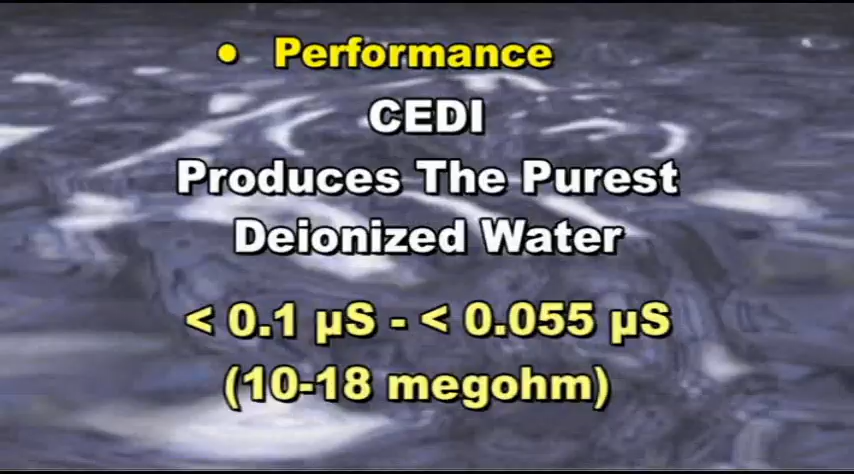 • Performance
CEDI
Produces The Purest
Deionized Water
< 0.1 µS - < 0.055 µS
(10-18 megohm)